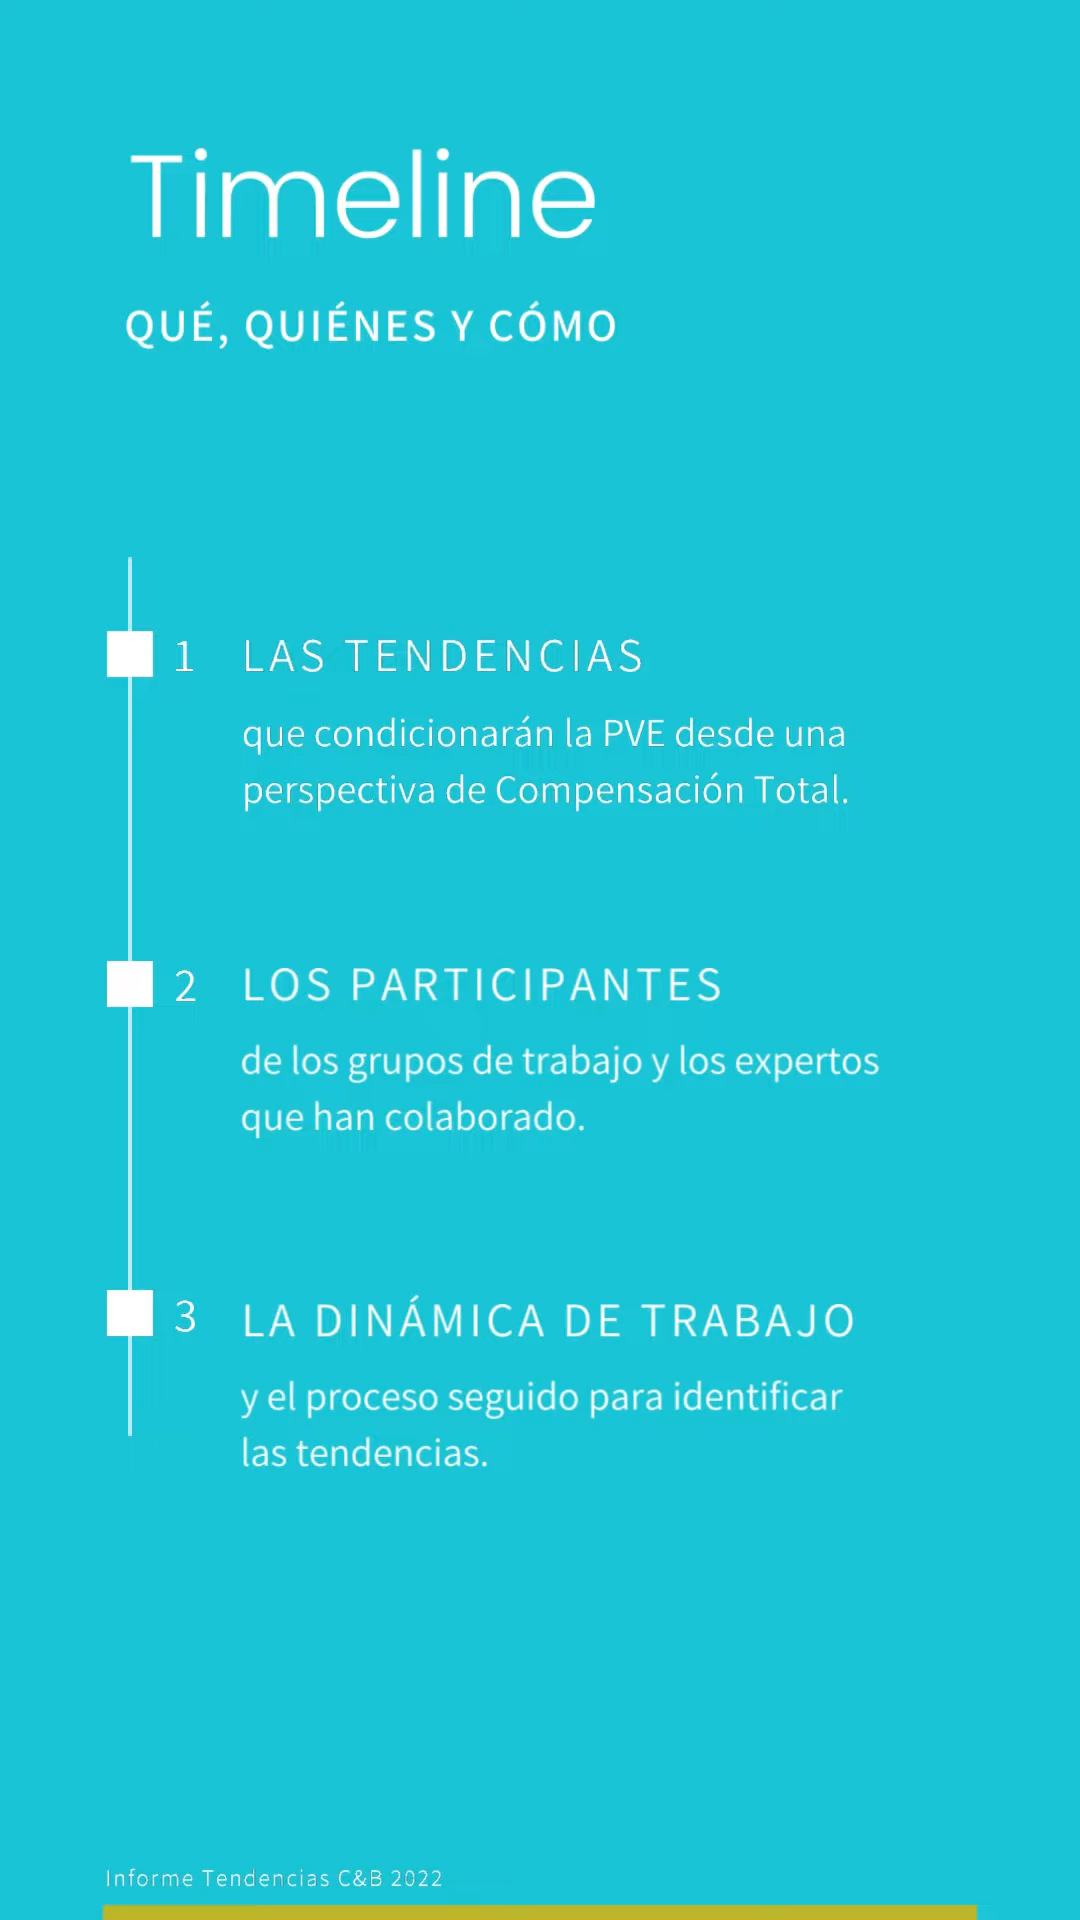 Timeline
QUÉ, QUIÉNES Y CÓMO
1 LAS TENDENCIAS
que condicionarán la PVE desde una
perspectiva de Compensación Total.
2 LOS PARTICIPANTES
de los grupos de trabajo y los expertos
que han colaborado.
3 LA DINÁMICA DE TRABAJO
y el proceso seguido para identificar
las tendencias.
Informe Tendencias C&B 2022